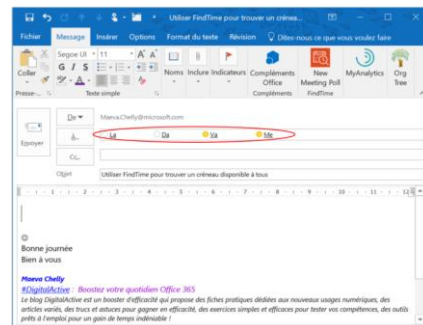 Utiliser FindTime pour trouver un crénea...
Fichier Message Insérer Options Format du texte Révision Dites-nous ce que vous voulez faire
Segoe UI 11
Coller G I S Noms Inclure Indicateurs Compléments Office New Meeting Poll MyAnalytics Org Tree
Presse-... Texte simple Compléments FindTime
De Maeva.Chelly@microsoft.com
Envoyer À... La Da Va Me
Cc...
Objet Utiliser FindTime pour trouver un créneau disponible à tous
Bonne journée
Bien à vous
Maeva Chelly
#DigitalActive : Boostez votre quotidien Office 365
Le blog DigitalActive est un booster d'efficacité qui propose des fiches pratiques dédiées aux nouveaux usages numériques, des
articles variés, des trucs et astuces pour gagner en efficacité, des exercices simples et efficaces pour tester vos compétences, des outils
prêts à l'emploi pour un gain de temps indéniable !